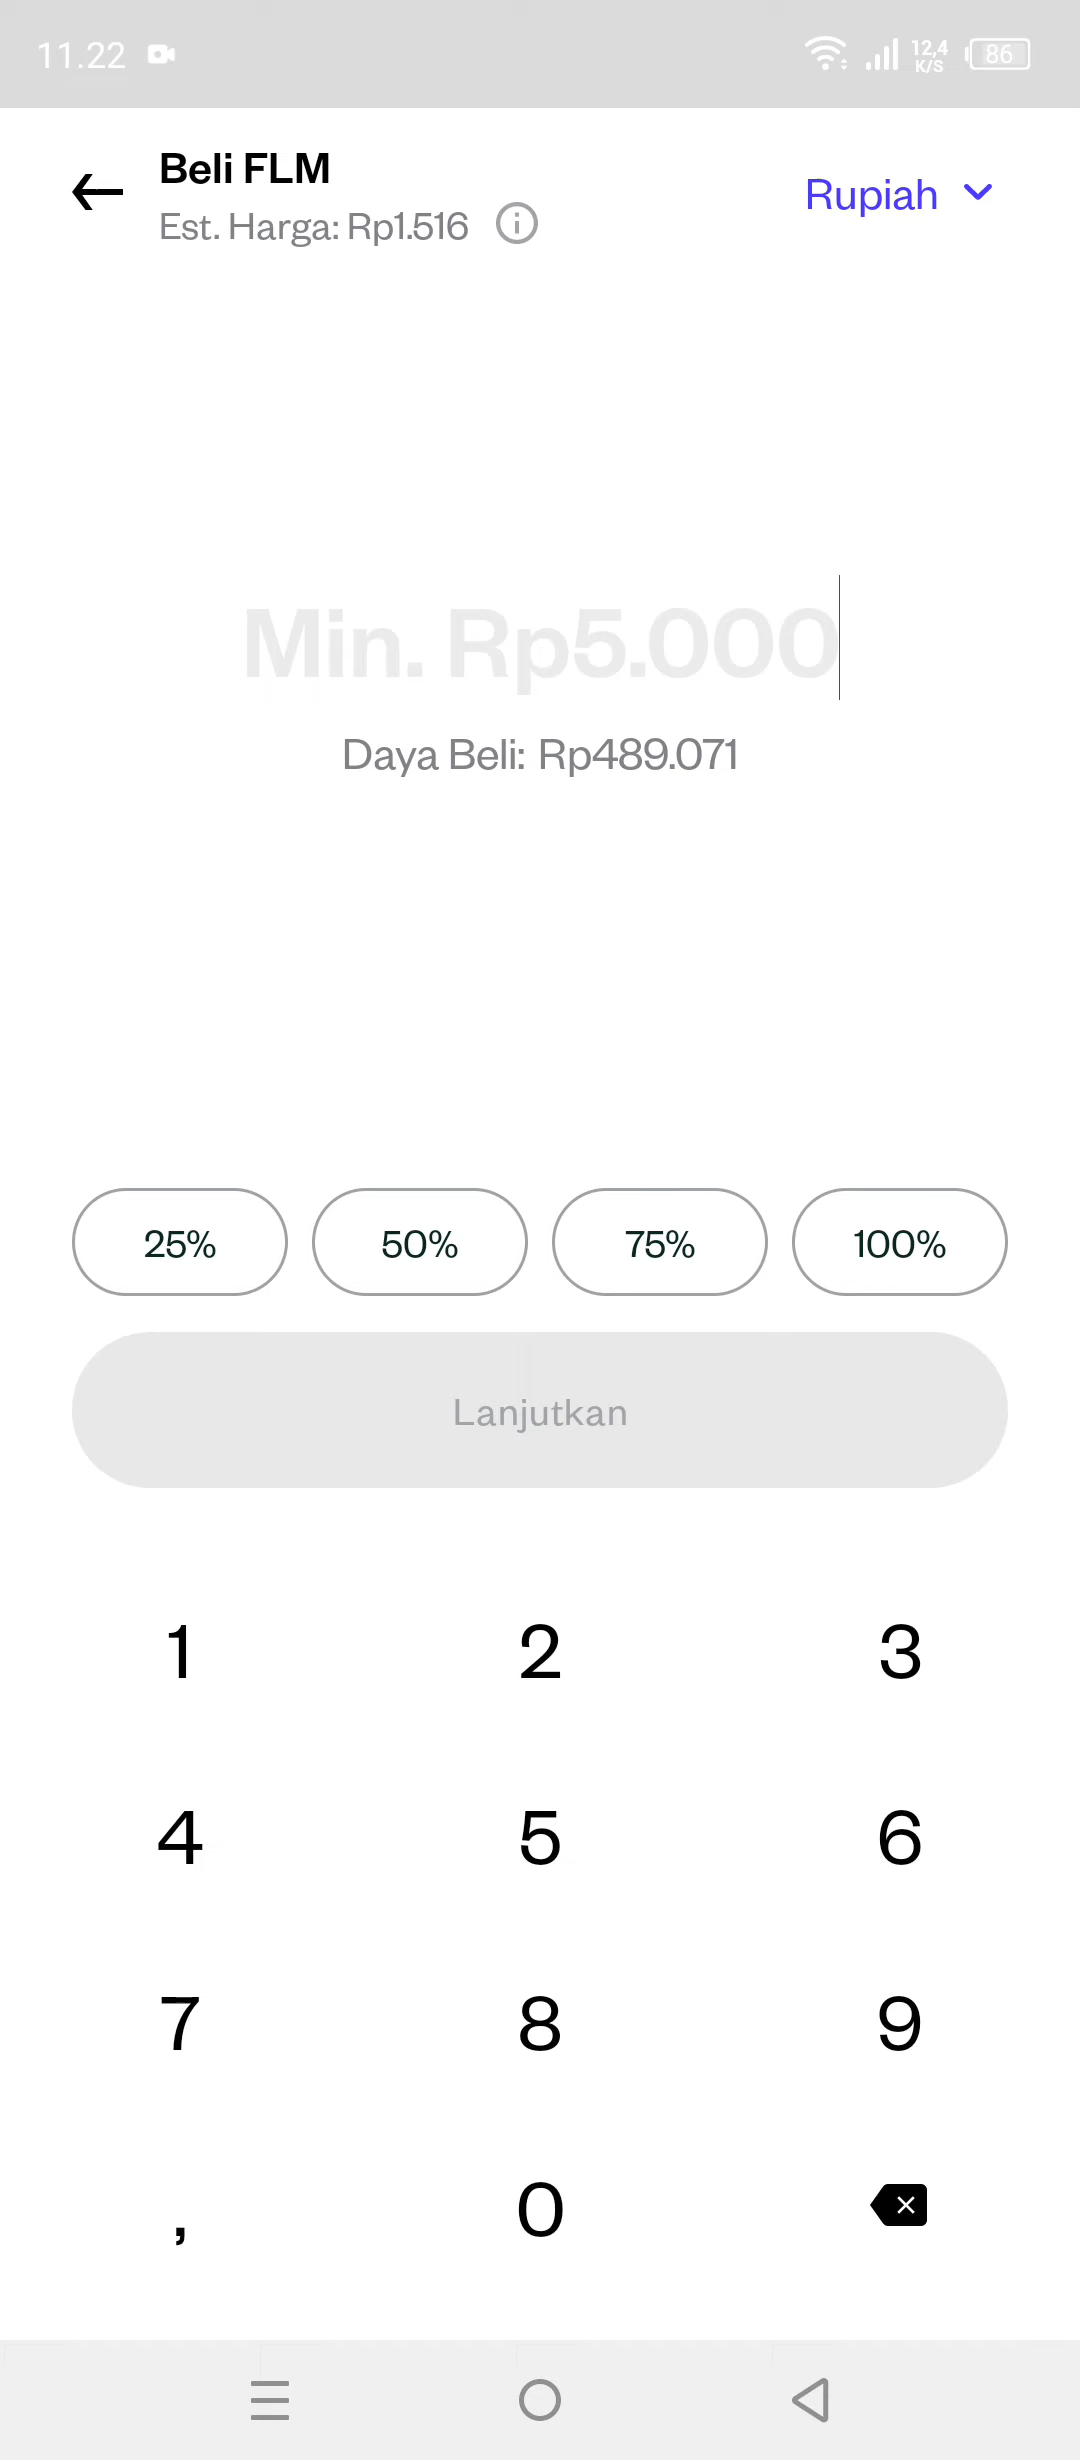 11.22
12,4
K/S
86
Beli FLM
Est. Harga: Rp1.516
Rupiah
Min. Rp5.000
Daya Beli: Rp489.071
25% 50% 75% 100%
Lanjutkan
1 2 3
4 5 6
7 8 9
, 0